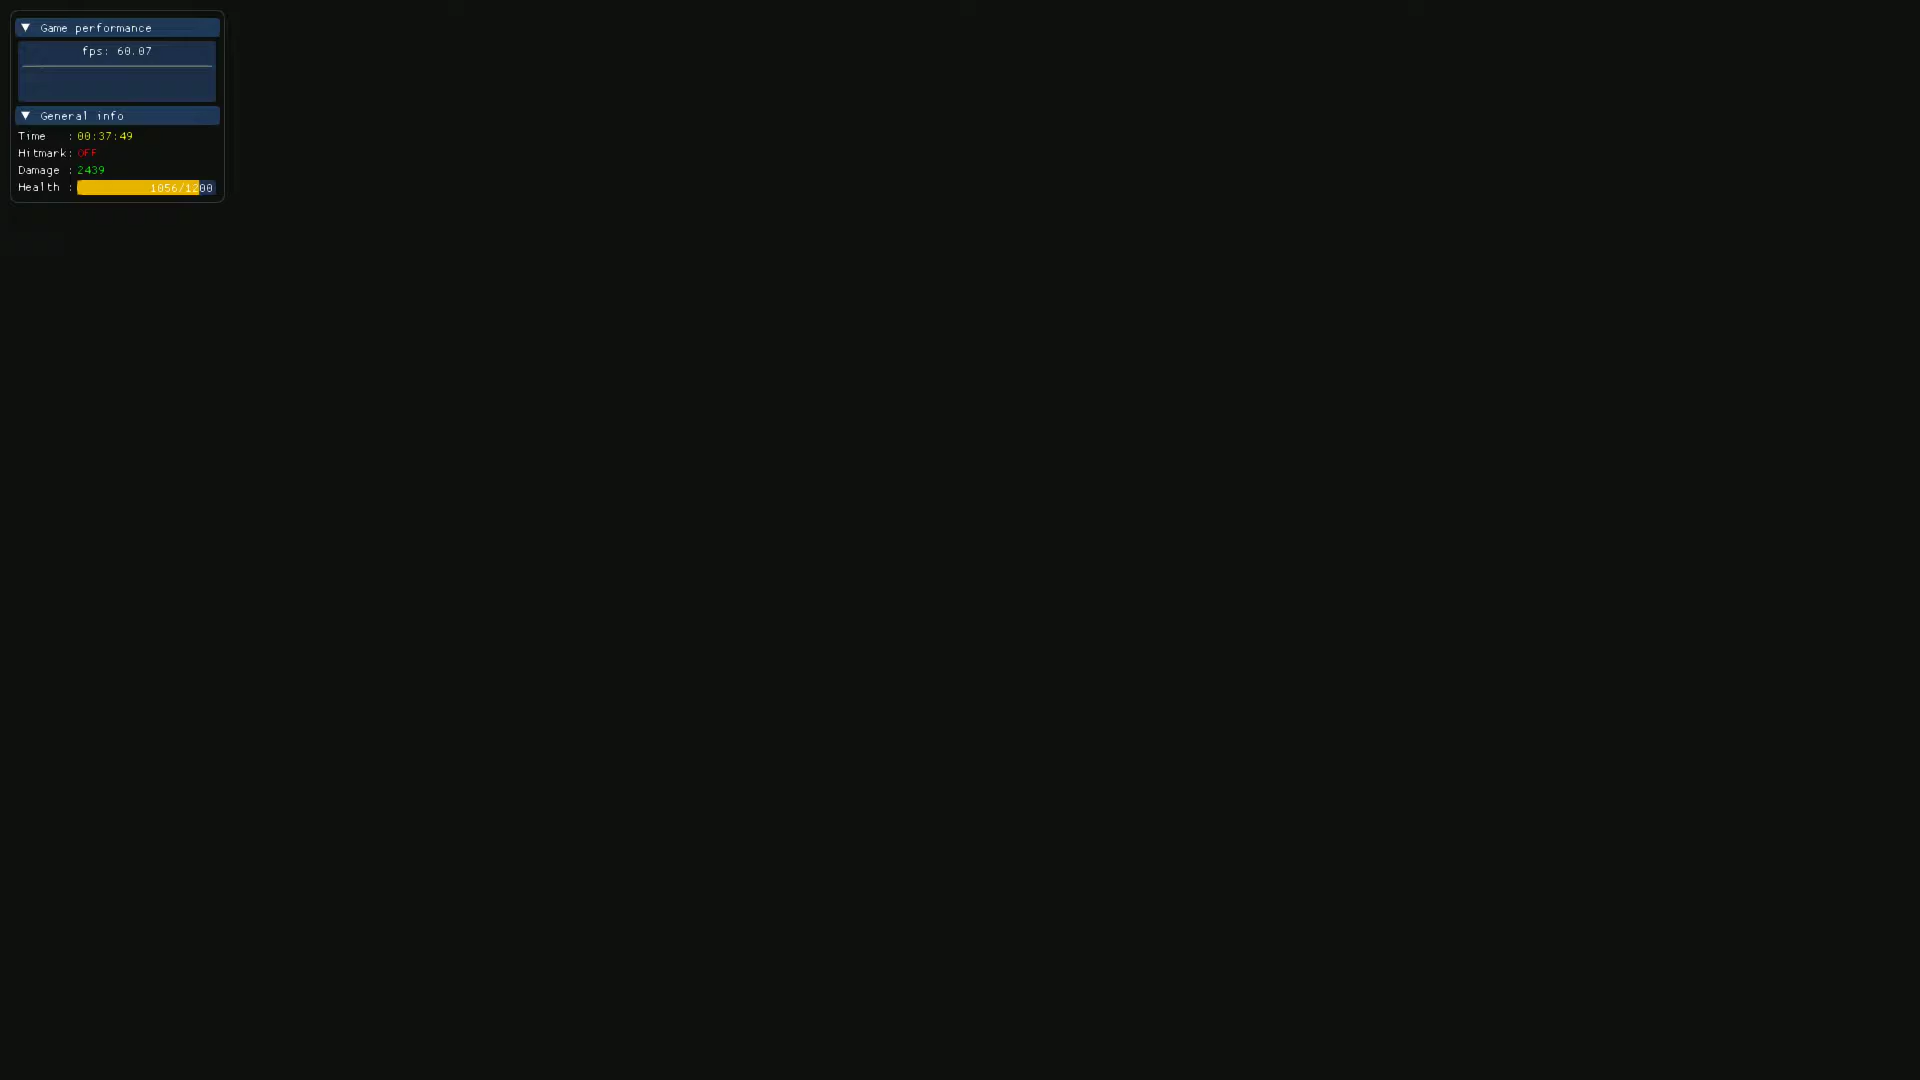 Game performance
fps: 60.07
General info
Time   :00:37:49
Hitmark:OFF
Damage :2439
Health :1056/1200